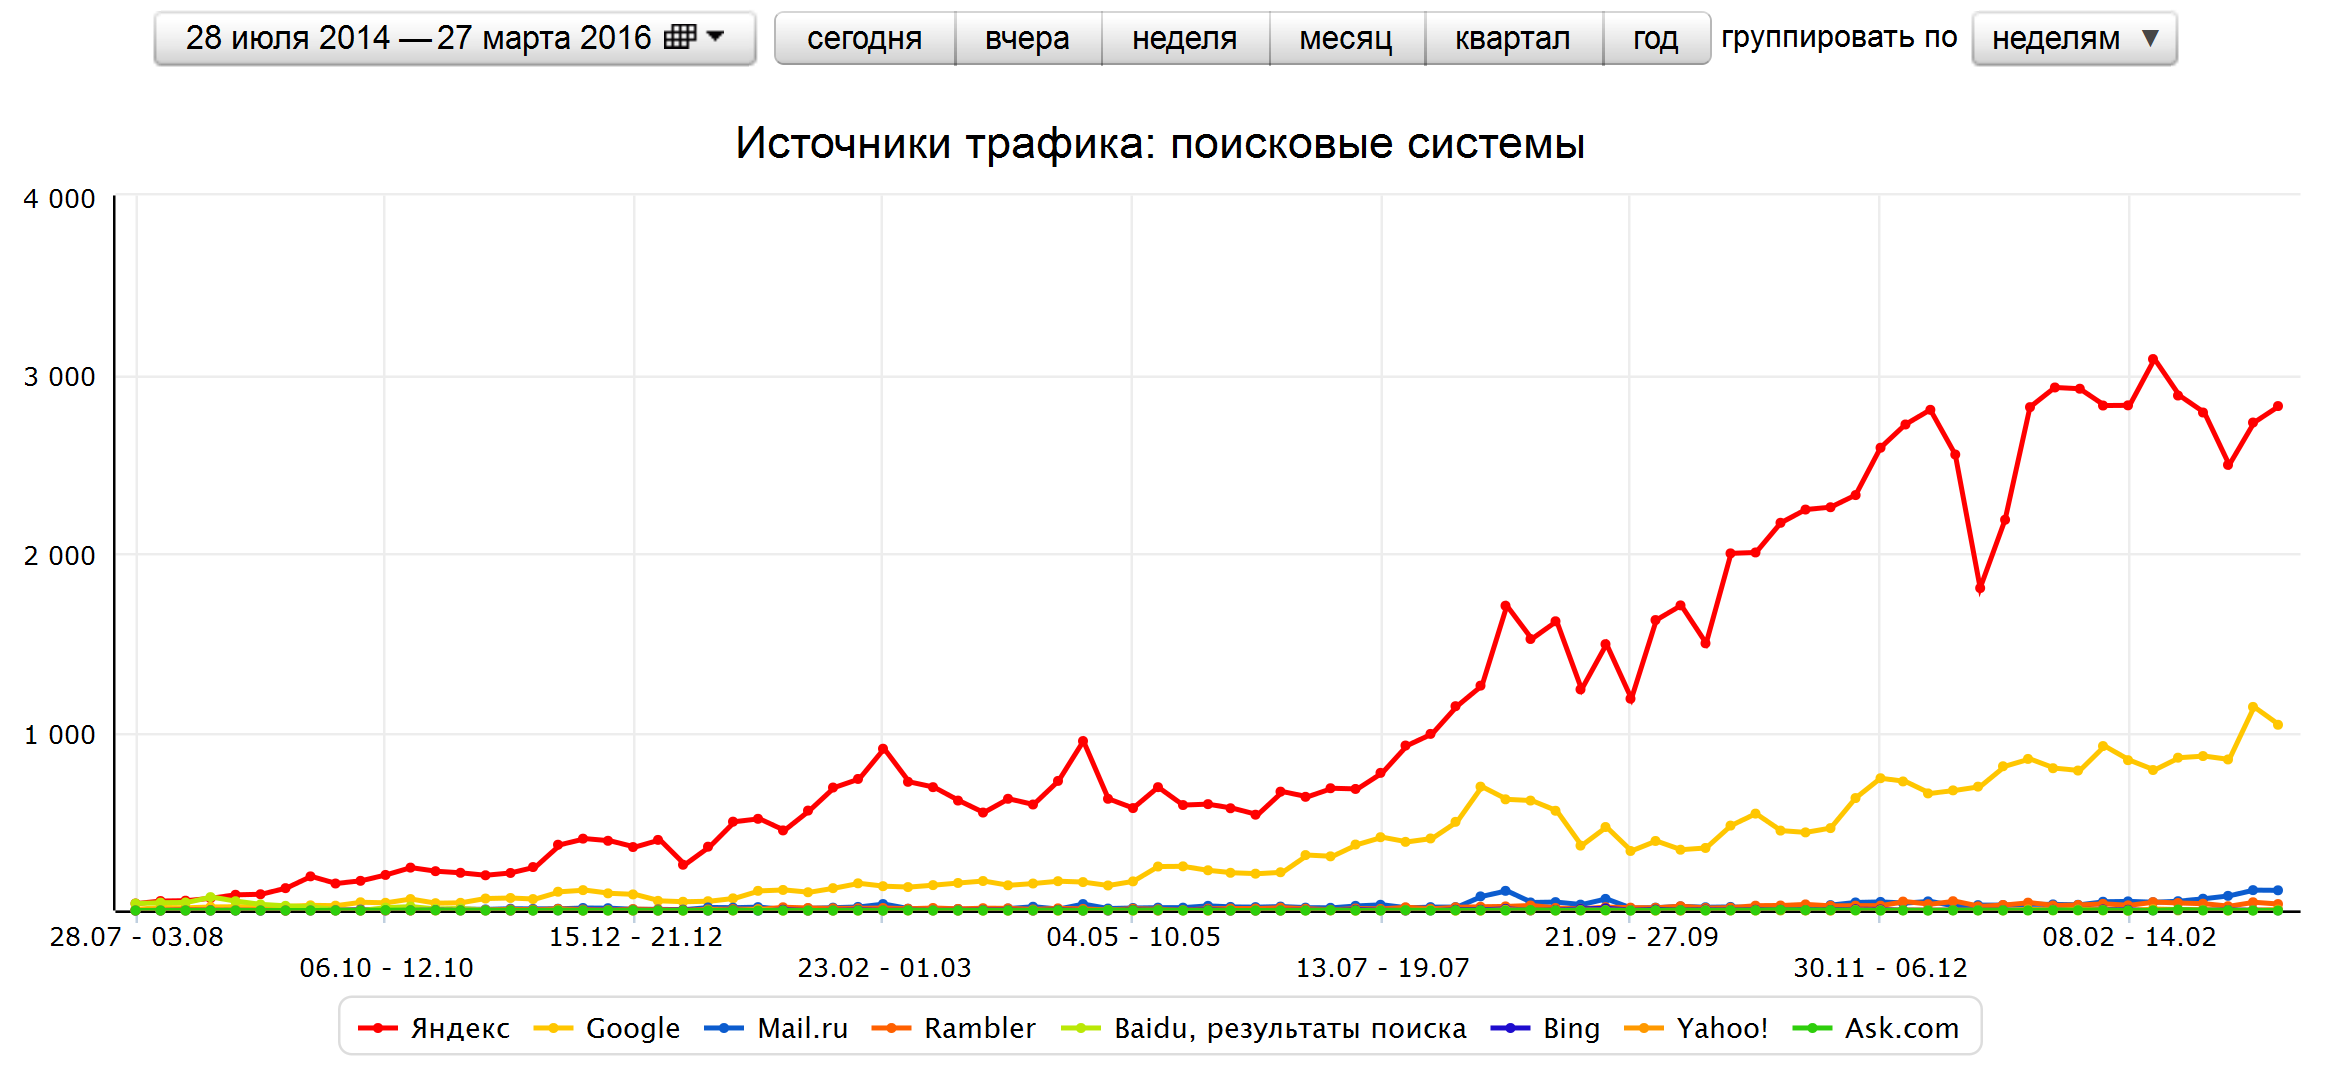 28 июля 2014 — 27 марта 2016 сегодня вчера неделя месяц квартал год группировать по неделям ▼
Источники трафика: поисковые системы
4 000
3 000
2 000
1 000
28.07 - 03.08 15.12 - 21.12 04.05 - 10.05 21.09 - 27.09 08.02 - 14.02
06.10 - 12.10 23.02 - 01.03 13.07 - 19.07 30.11 - 06.12
Яндекс Google Mail.ru Rambler Baidu, результаты поиска Bing Yahoo! Ask.com